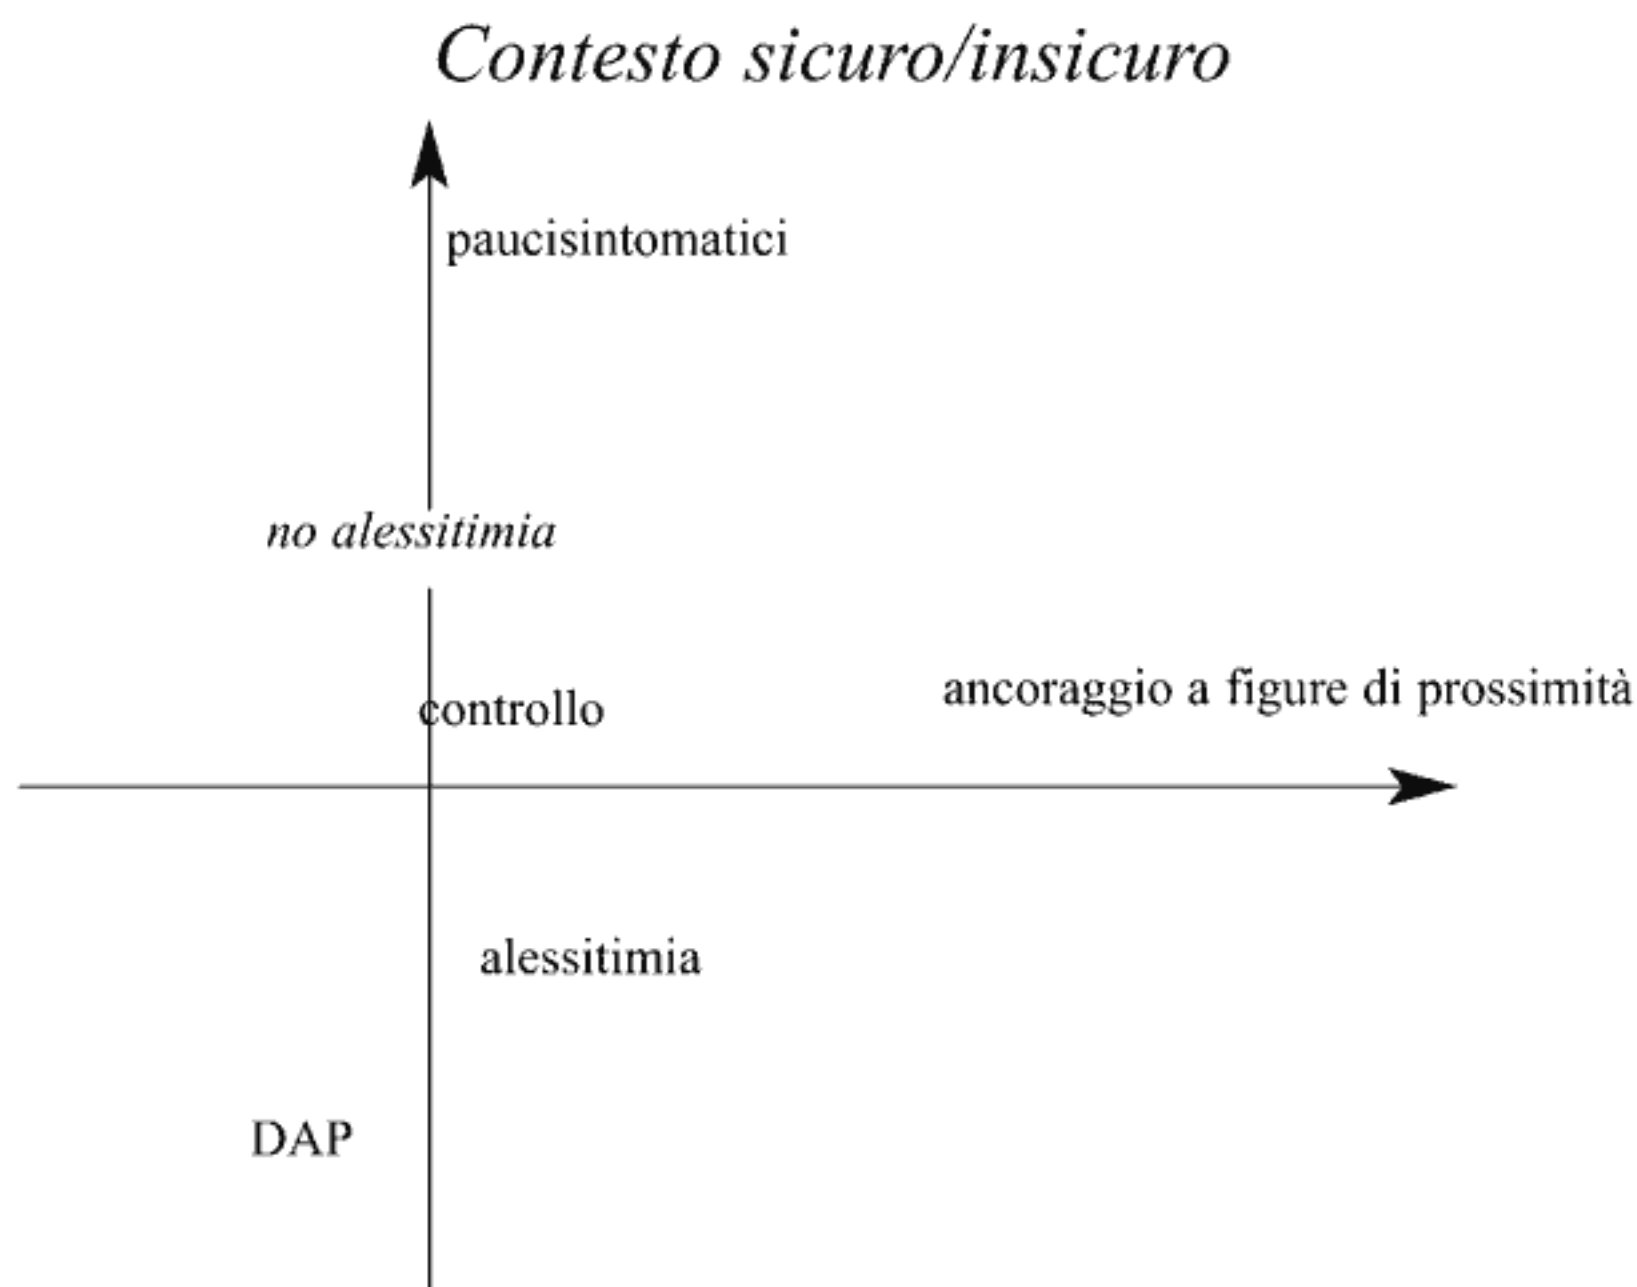 Contesto sicuro/insicuro
paucisintomatici
no alessitimia
ancoraggio a figure di prossimità
controllo
alessitimia
DAP